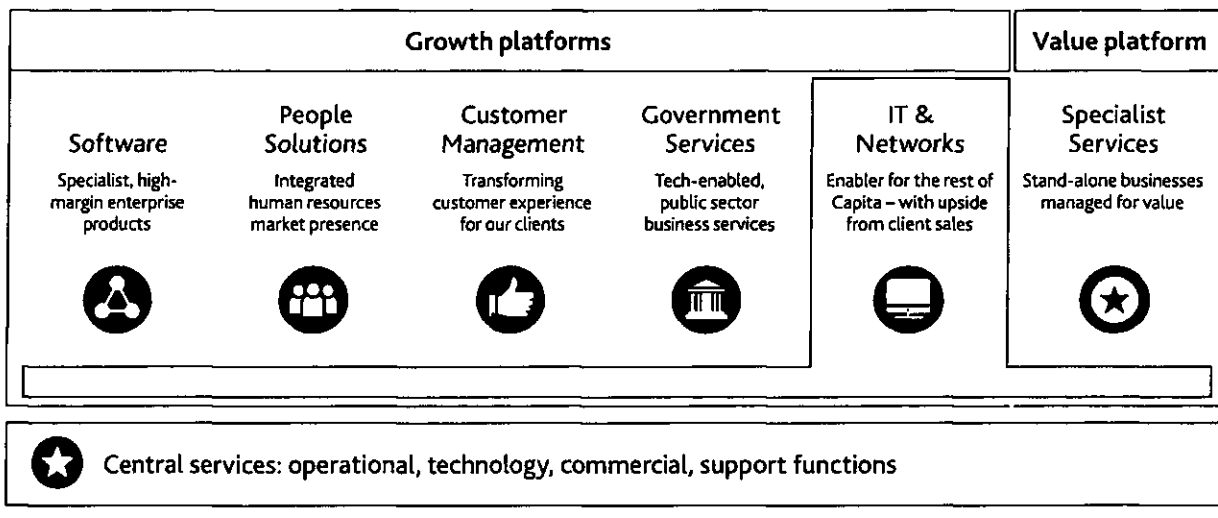 Growth platforms
Value platform
Software
Specialist, high-
margin enterprise
products
People
Solutions
Integrated
human resources
market presence
Customer
Management
Transforming
customer experience
for our clients
Government
Services
Tech-enabled,
public sector
business services
IT &
Networks
Enabler for the rest of
Capita – with upside
from client sales
Specialist
Services
Stand-alone businesses
managed for value
Central services: operational, technology, commercial, support functions